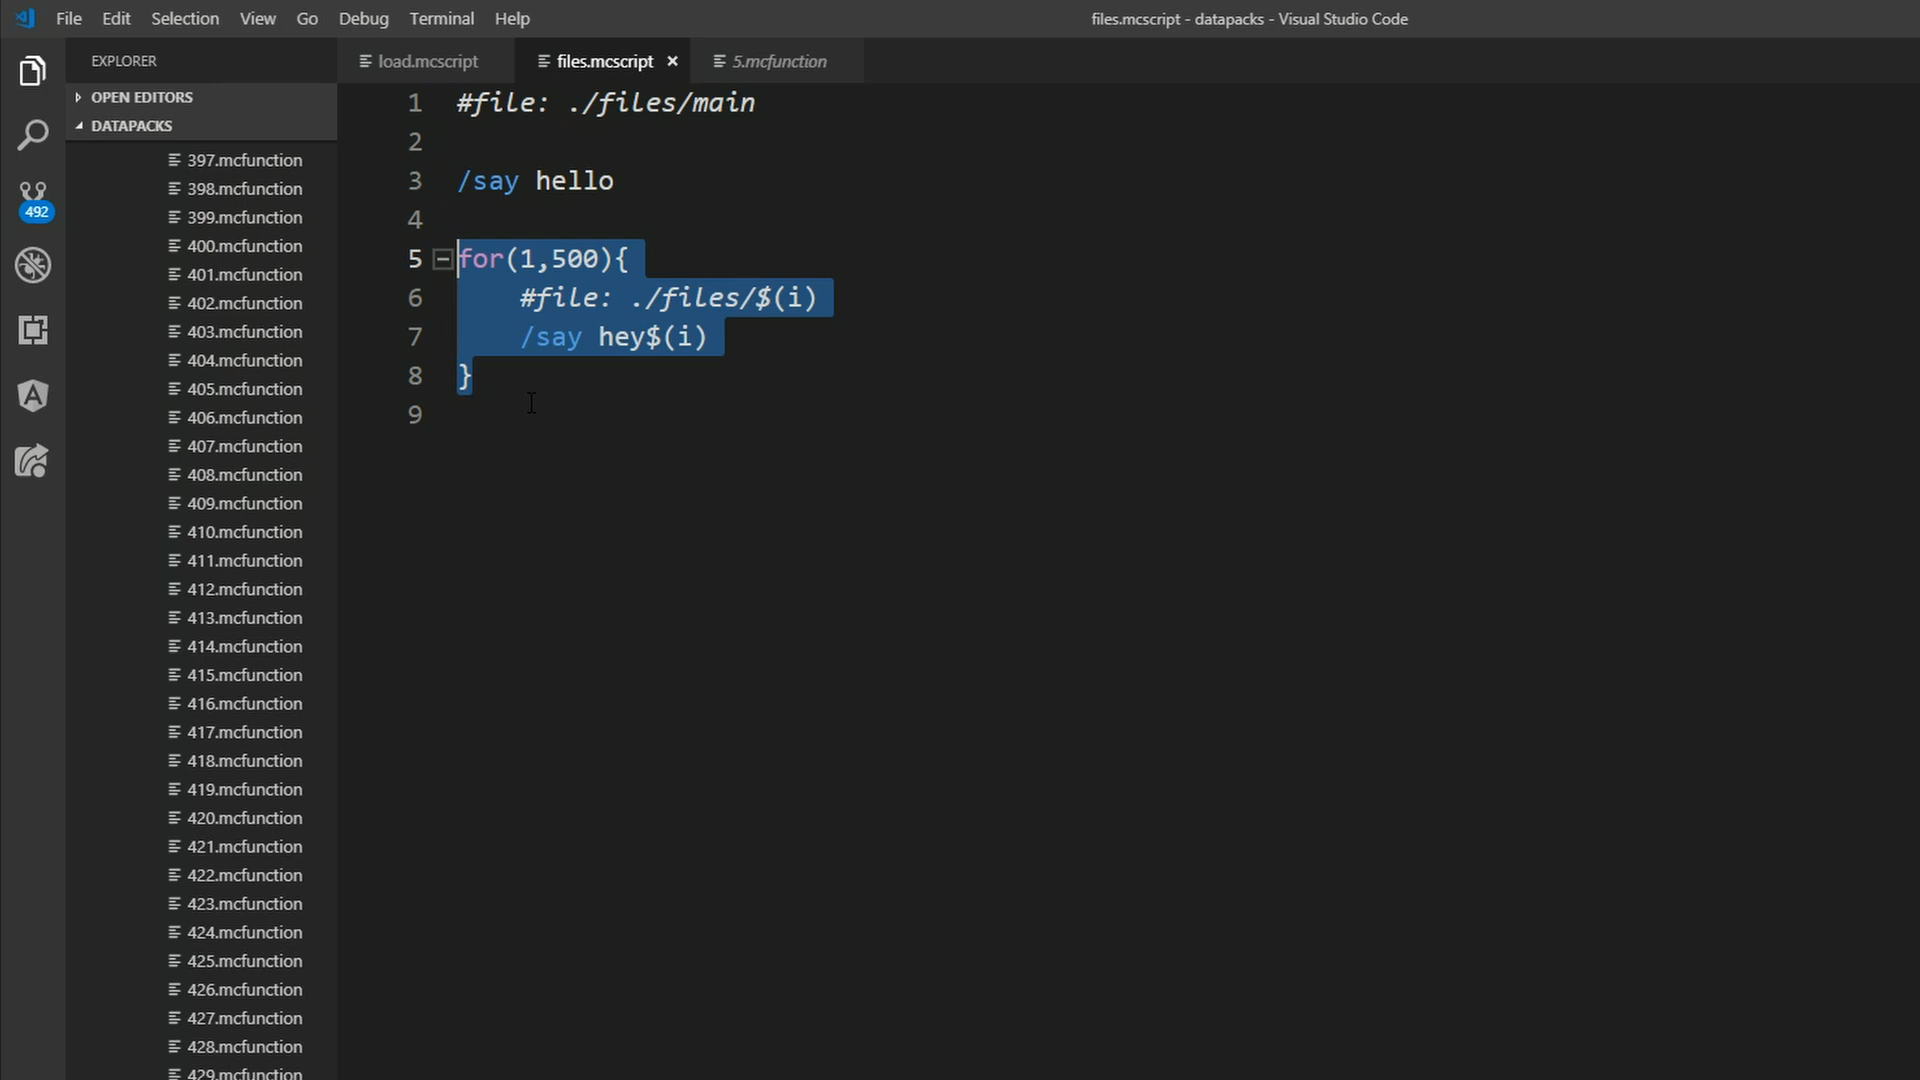 File Edit Selection View Go Debug Terminal Help
files.mcscript - datapacks - Visual Studio Code
EXPLORER
load.mcscript
files.mcscript ×
5.mcfunction
OPEN EDITORS
DATAPACKS
492
397.mcfunction
398.mcfunction
399.mcfunction
400.mcfunction
401.mcfunction
402.mcfunction
403.mcfunction
404.mcfunction
405.mcfunction
406.mcfunction
407.mcfunction
408.mcfunction
409.mcfunction
410.mcfunction
411.mcfunction
412.mcfunction
413.mcfunction
414.mcfunction
415.mcfunction
416.mcfunction
417.mcfunction
418.mcfunction
419.mcfunction
420.mcfunction
421.mcfunction
422.mcfunction
423.mcfunction
424.mcfunction
425.mcfunction
426.mcfunction
427.mcfunction
428.mcfunction
429.mcfunction
1 #file: ./files/main
2
3 /say hello
4
5 for(1,500){
6 #file: ./files/$(i)
7 /say hey$(i)
8 }
9